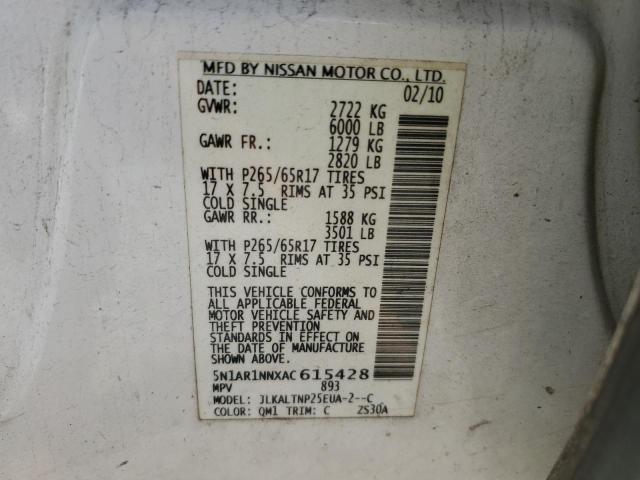 MFD BY NISSAN MOTOR CO., LTD.
DATE: 02/10
GVWR: 2722 KG
6000 LB
GAWR FR.: 1279 KG
2820 LB
WITH P265/65R17 TIRES
17 X 7.5 RIMS AT 35 PSI
COLD SINGLE
GAWR RR.: 1588 KG
3501 LB
WITH P265/65R17 TIRES
17 X 7.5 RIMS AT 35 PSI
COLD SINGLE
THIS VEHICLE CONFORMS TO
ALL APPLICABLE FEDERAL
MOTOR VEHICLE SAFETY AND
THEFT PREVENTION
STANDARDS IN EFFECT ON
THE DATE OF MANUFACTURE
SHOWN ABOVE.
5N1AR1NNXAC615428
MPV 893
MODEL: JLKALTNP25EUA-2--C
COLOR: QM1 TRIM: C ZS30A